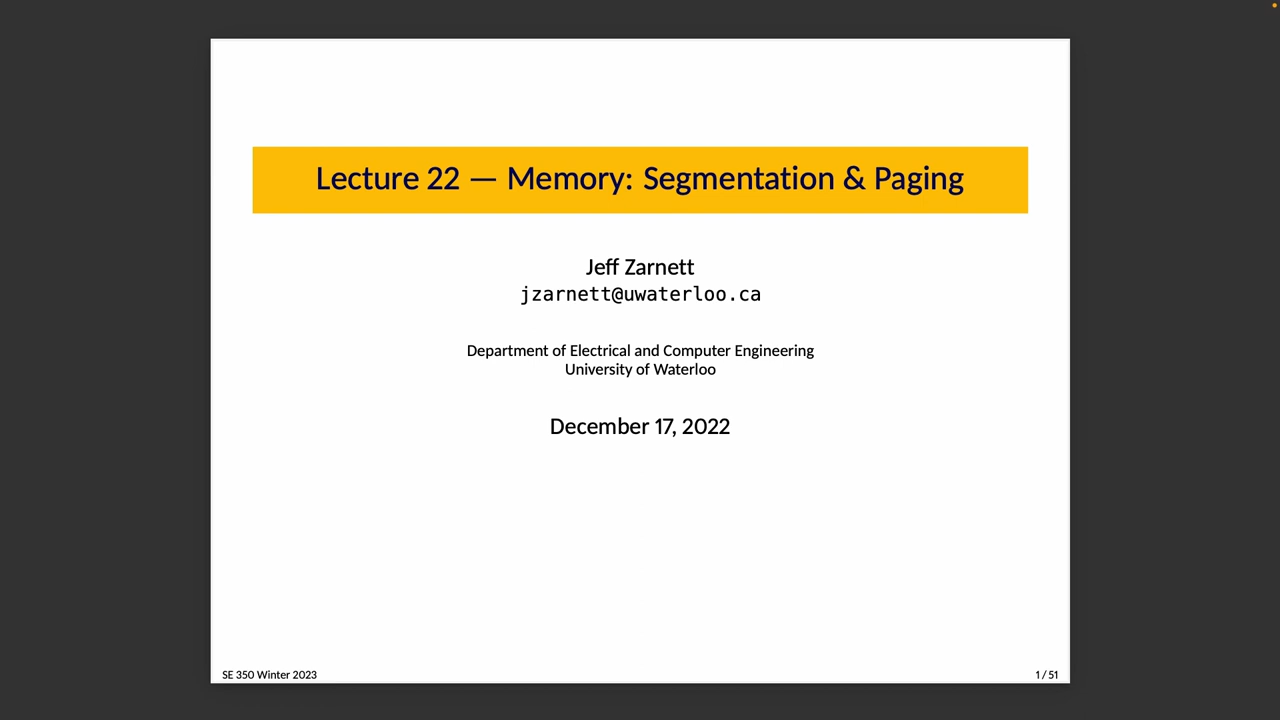 Lecture 22 — Memory: Segmentation & Paging
Jeff Zarnett
jzarnett@uwaterloo.ca
Department of Electrical and Computer Engineering
University of Waterloo
December 17, 2022
SE 350 Winter 2023
1 / 51